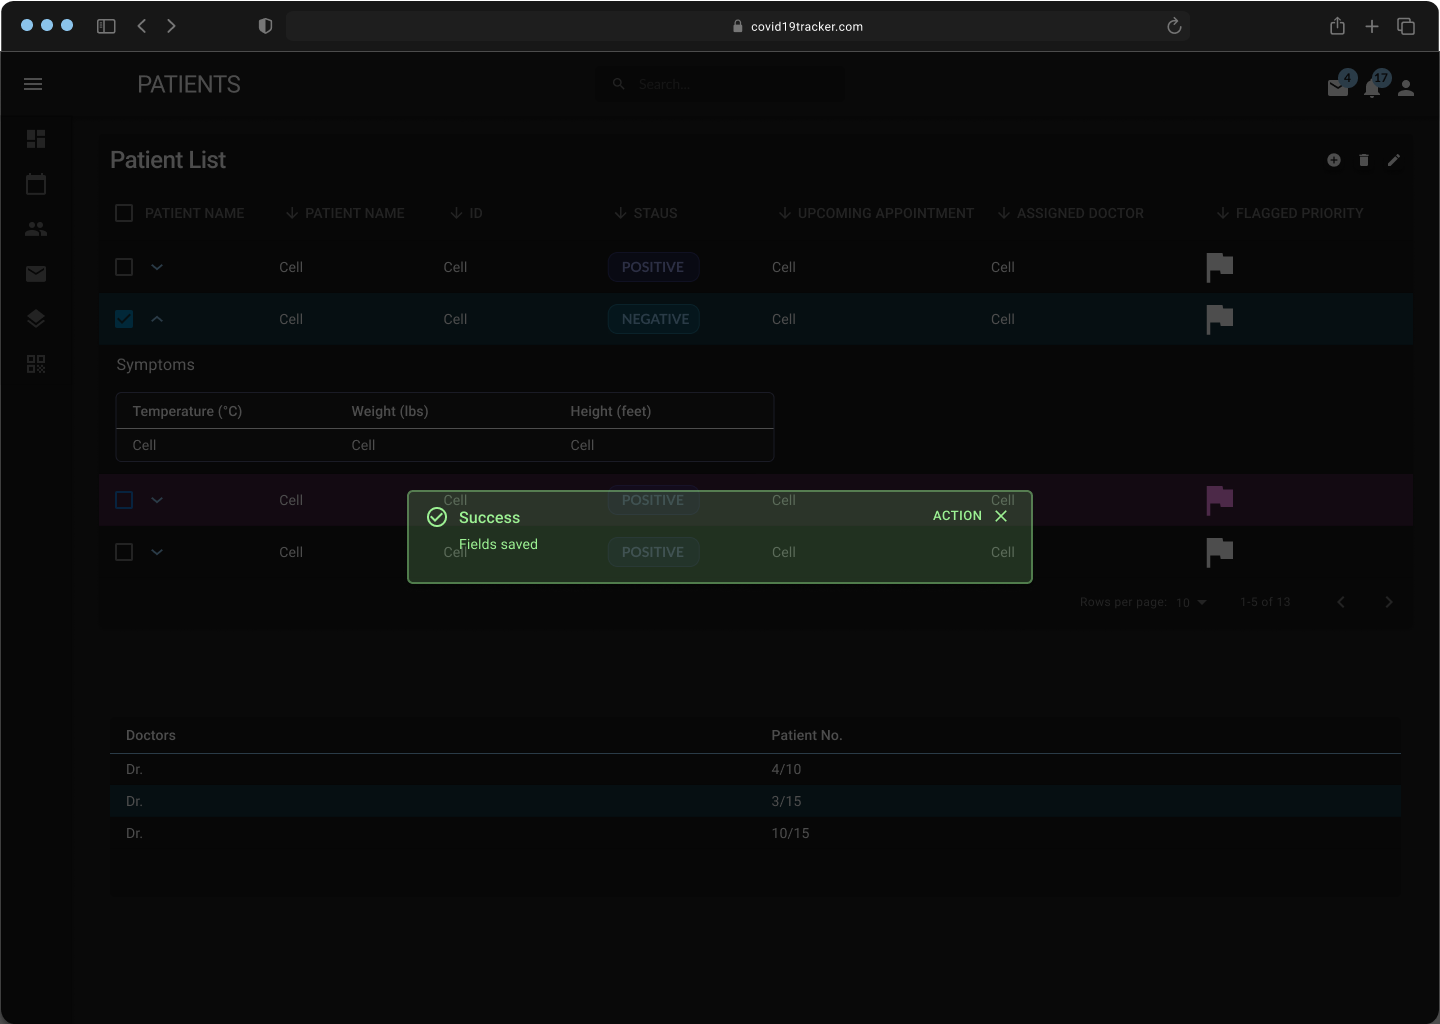 covid19tracker.com
PATIENTS
Search...
4
17
Patient List
PATIENT NAME PATIENT NAME ID STAUS UPCOMING APPOINTMENT ASSIGNED DOCTOR FLAGGED PRIORITY
Cell Cell POSITIVE Cell Cell
Cell Cell NEGATIVE Cell Cell
Symptoms
Temperature (°C) Weight (lbs) Height (feet)
Cell Cell Cell
Cell Cell POSITIVE Cell Cell
Success ACTION
Fields saved
Cell Cell POSITIVE Cell Cell
Rows per page: 10 1-5 of 13
Doctors Patient No.
Dr. 4/10
Dr. 3/15
Dr. 10/15